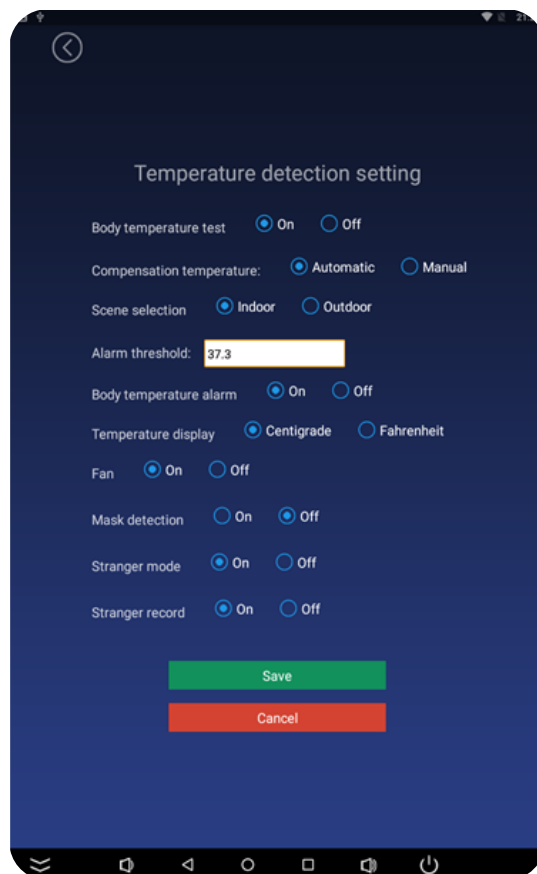 Temperature detection setting
Body temperature test On Off
Compensation temperature: Automatic Manual
Scene selection Indoor Outdoor
Alarm threshold: 37.3
Body temperature alarm On Off
Temperature display Centigrade Fahrenheit
Fan On Off
Mask detection On Off
Stranger mode On Off
Stranger record On Off
Save
Cancel